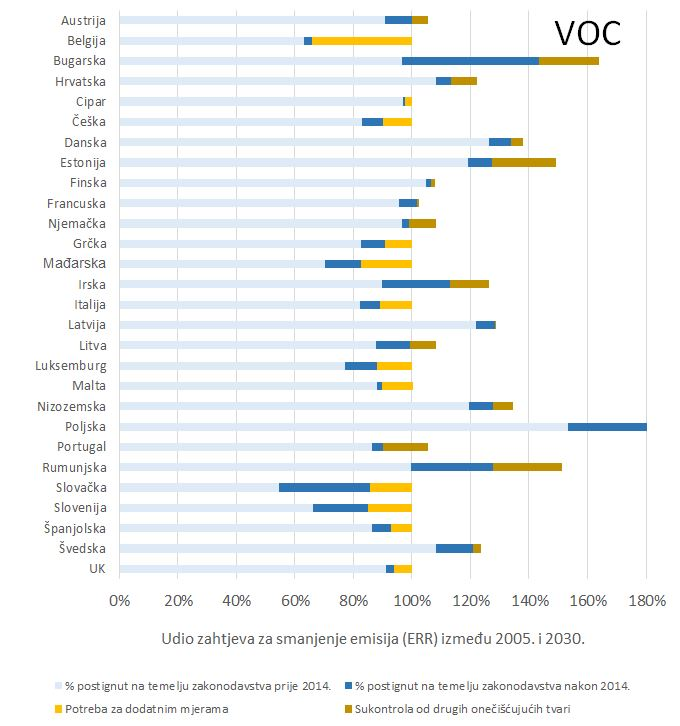 VOC
Austrija
Belgija
Bugarska
Hrvatska
Cipar
Češka
Danska
Estonija
Finska
Francuska
Njemačka
Grčka
Mađarska
Irska
Italija
Latvija
Litva
Luksemburg
Malta
Nizozemska
Poljska
Portugal
Rumunjska
Slovačka
Slovenija
Španjolska
Švedska
UK
0% 20% 40% 60% 80% 100% 120% 140% 160% 180%
Udio zahtjeva za smanjenje emisija (ERR) između 2005. i 2030.
% postignut na temelju zakonodavstva prije 2014. % postignut na temelju zakonodavstva nakon 2014.
Potreba za dodatnim mjerama Sukontrola od drugih onečišćujućih tvari